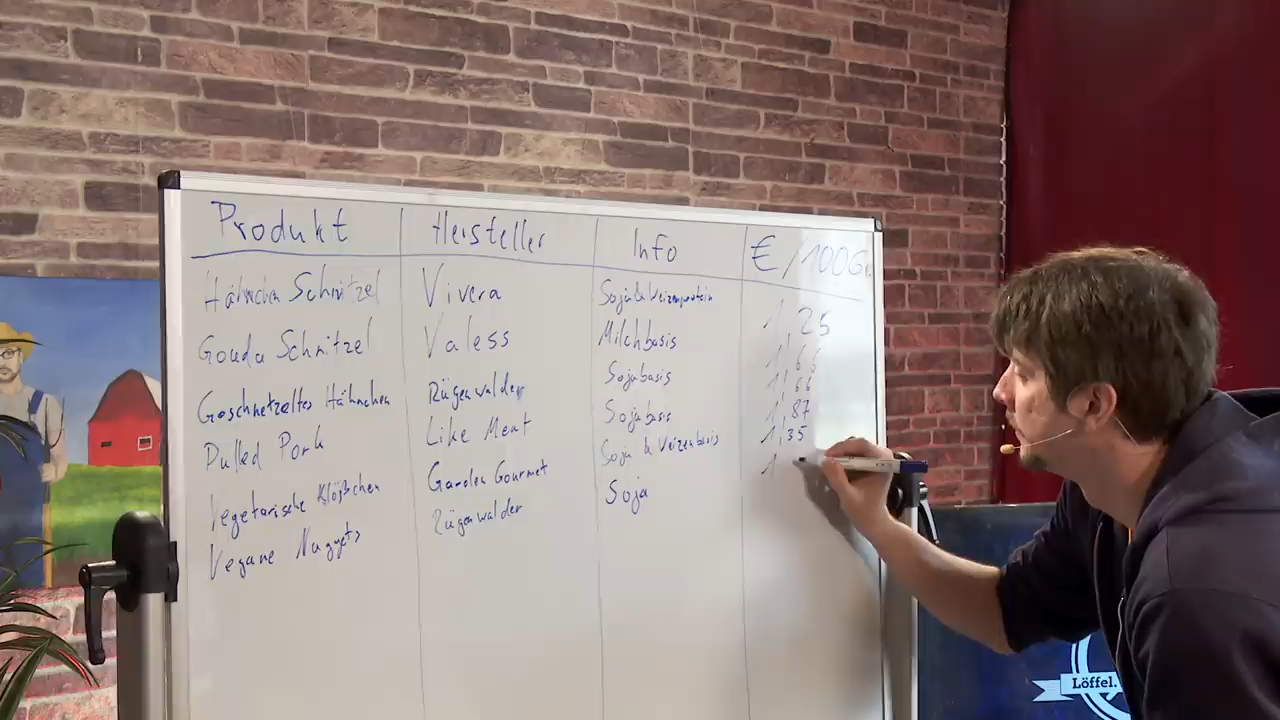 Produkt Hersteller Info €/100Gr.
Hähnchen Schnitzel Vivera Soja&Weizenprotein 1,25
Gouda Schnitzel Valess Milchbasis 1,66
Geschnetzeltes Hähnchen Rügenwalder Sojabasis 1,66
Pulled Pork Like Meat Sojabasis 1,87
Vegetarische Klößchen Garden Gourmet Soja & Weizenbasis 1,35
Vegane Nuggets Rügenwalder Soja 1
Löffel.